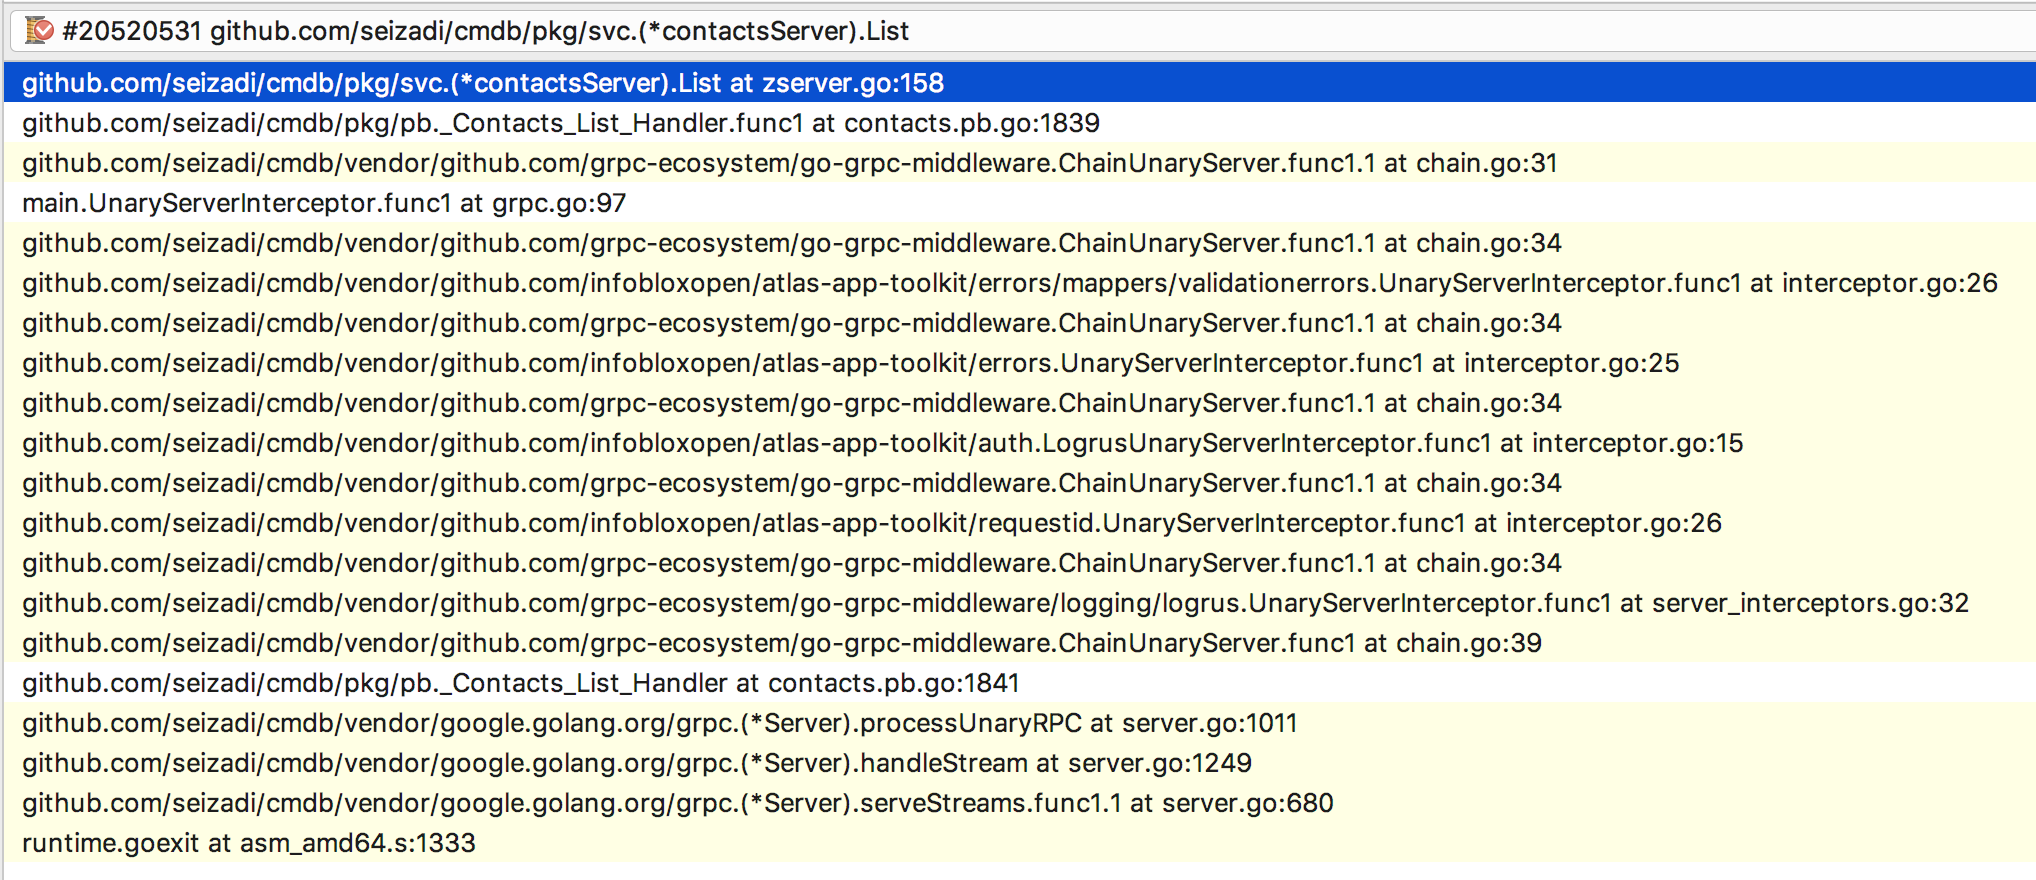 #20520531 github.com/seizadi/cmdb/pkg/svc.(*contactsServer).List
github.com/seizadi/cmdb/pkg/svc.(*contactsServer).List at zserver.go:158
github.com/seizadi/cmdb/pkg/pb._Contacts_List_Handler.func1 at contacts.pb.go:1839
github.com/seizadi/cmdb/vendor/github.com/grpc-ecosystem/go-grpc-middleware.ChainUnaryServer.func1.1 at chain.go:31
main.UnaryServerInterceptor.func1 at grpc.go:97
github.com/seizadi/cmdb/vendor/github.com/grpc-ecosystem/go-grpc-middleware.ChainUnaryServer.func1.1 at chain.go:34
github.com/seizadi/cmdb/vendor/github.com/infobloxopen/atlas-app-toolkit/errors/mappers/validationerrors.UnaryServerInterceptor.func1 at interceptor.go:26
github.com/seizadi/cmdb/vendor/github.com/grpc-ecosystem/go-grpc-middleware.ChainUnaryServer.func1.1 at chain.go:34
github.com/seizadi/cmdb/vendor/github.com/infobloxopen/atlas-app-toolkit/errors.UnaryServerInterceptor.func1 at interceptor.go:25
github.com/seizadi/cmdb/vendor/github.com/grpc-ecosystem/go-grpc-middleware.ChainUnaryServer.func1.1 at chain.go:34
github.com/seizadi/cmdb/vendor/github.com/infobloxopen/atlas-app-toolkit/auth.LogrusUnaryServerInterceptor.func1 at interceptor.go:15
github.com/seizadi/cmdb/vendor/github.com/grpc-ecosystem/go-grpc-middleware.ChainUnaryServer.func1.1 at chain.go:34
github.com/seizadi/cmdb/vendor/github.com/infobloxopen/atlas-app-toolkit/requestid.UnaryServerInterceptor.func1 at interceptor.go:26
github.com/seizadi/cmdb/vendor/github.com/grpc-ecosystem/go-grpc-middleware.ChainUnaryServer.func1.1 at chain.go:34
github.com/seizadi/cmdb/vendor/github.com/grpc-ecosystem/go-grpc-middleware/logging/logrus.UnaryServerInterceptor.func1 at server_interceptors.go:32
github.com/seizadi/cmdb/vendor/github.com/grpc-ecosystem/go-grpc-middleware.ChainUnaryServer.func1 at chain.go:39
github.com/seizadi/cmdb/pkg/pb._Contacts_List_Handler at contacts.pb.go:1841
github.com/seizadi/cmdb/vendor/google.golang.org/grpc.(*Server).processUnaryRPC at server.go:1011
github.com/seizadi/cmdb/vendor/google.golang.org/grpc.(*Server).handleStream at server.go:1249
github.com/seizadi/cmdb/vendor/google.golang.org/grpc.(*Server).serveStreams.func1.1 at server.go:680
runtime.goexit at asm_amd64.s:1333